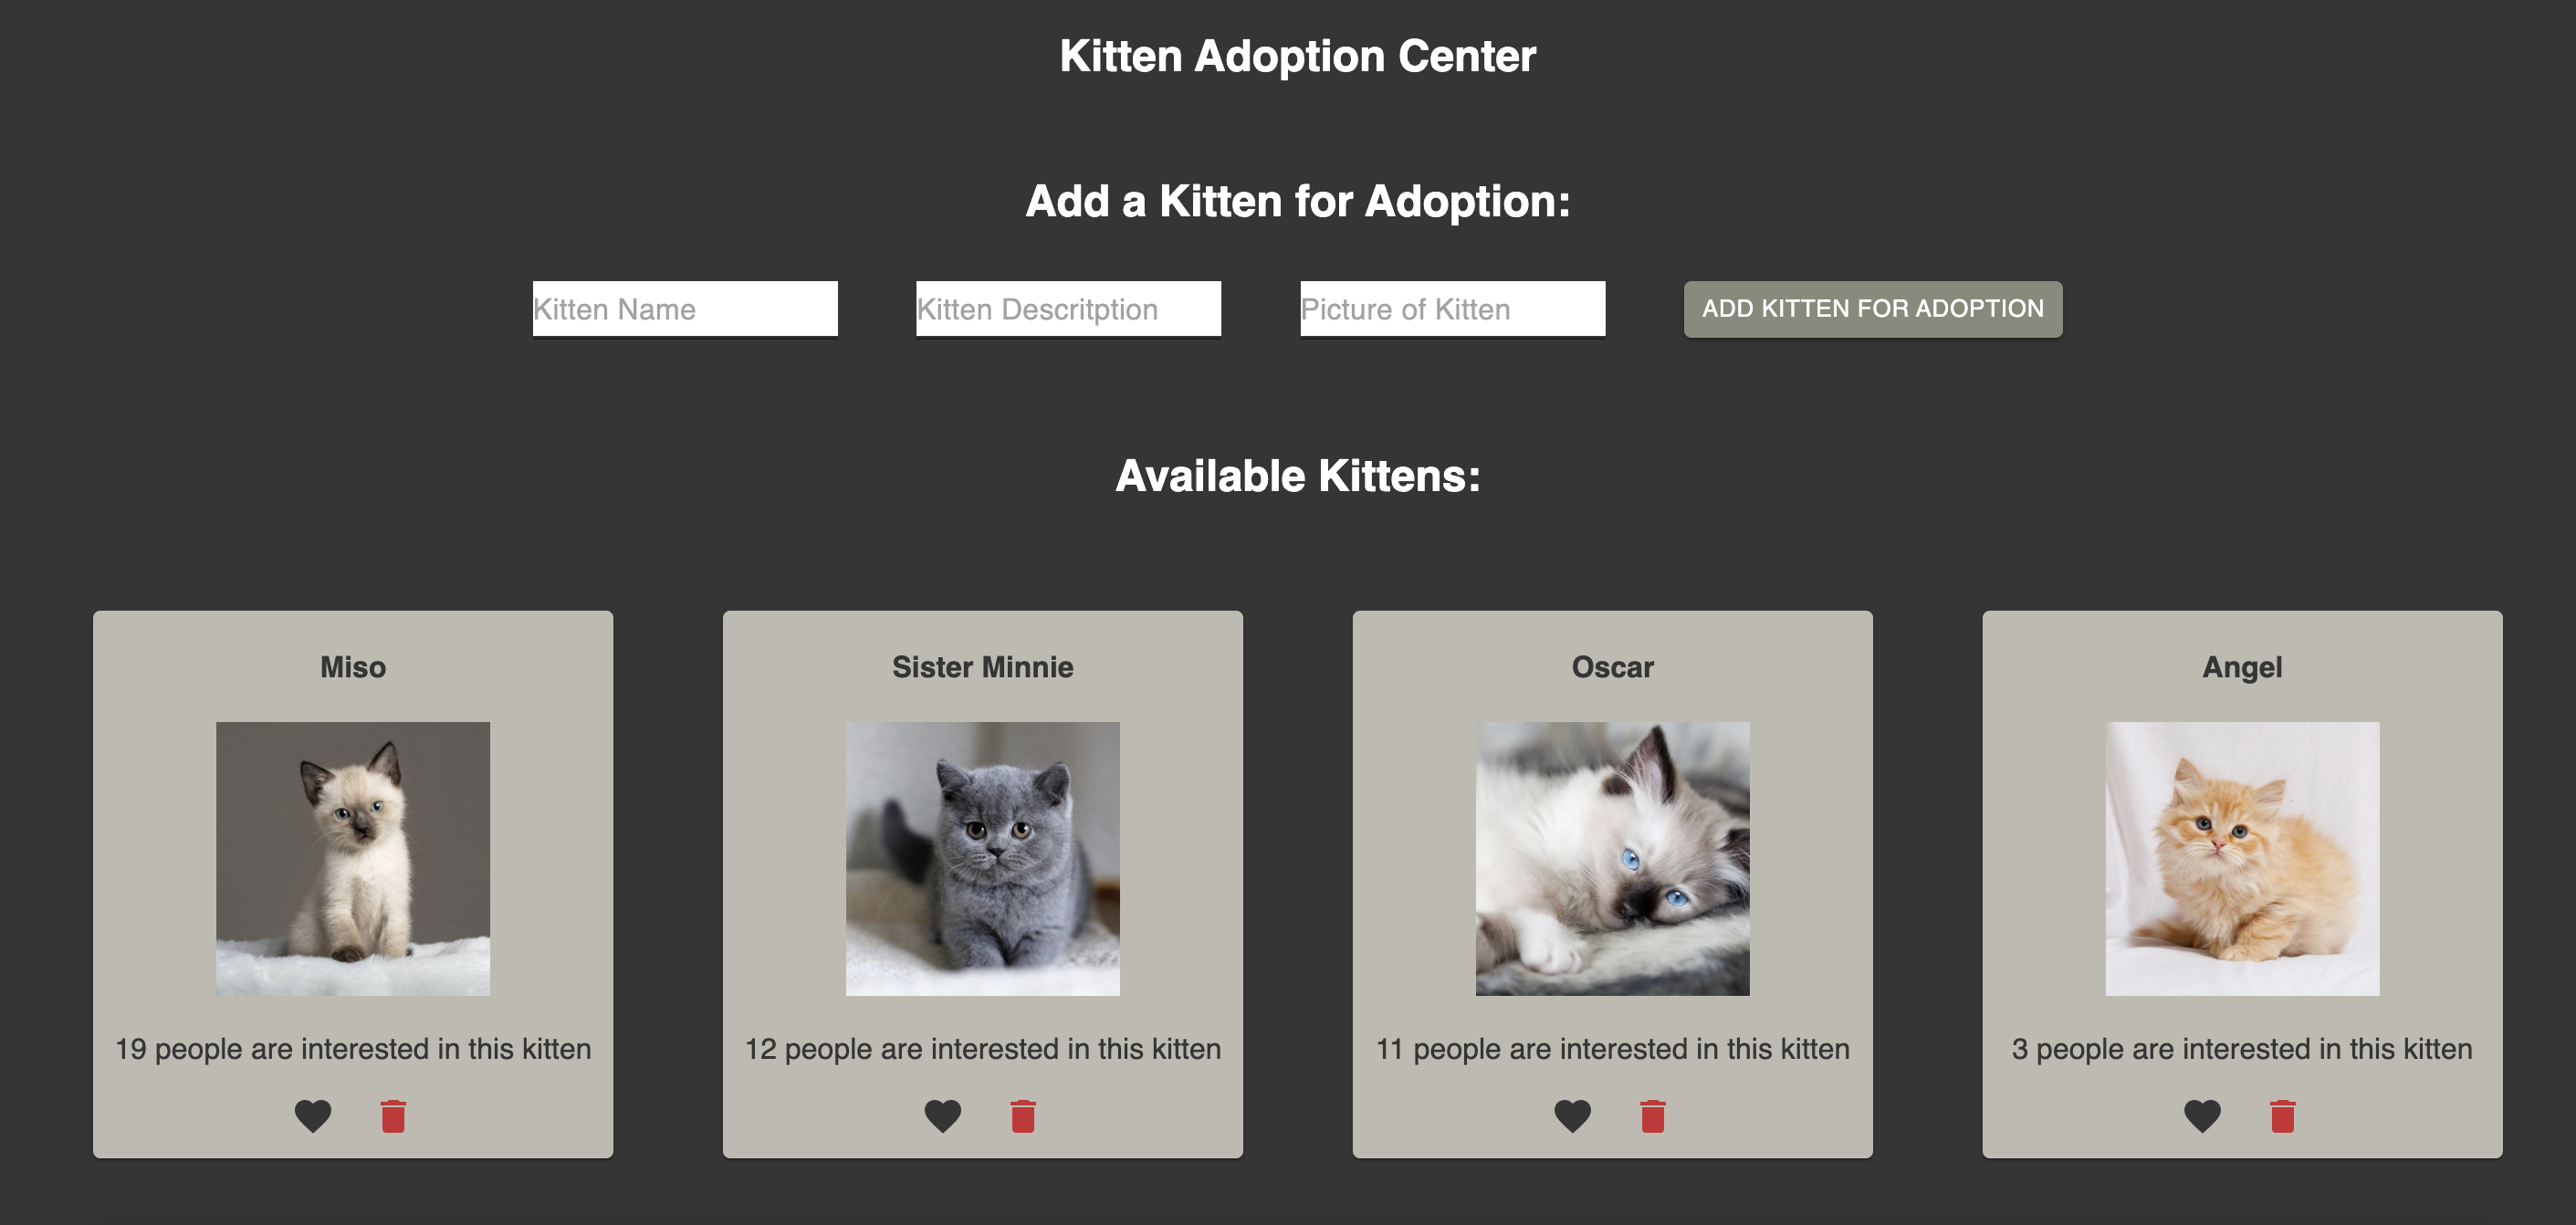 Kitten Adoption Center
Add a Kitten for Adoption:
Kitten Name
Kitten Descritption
Picture of Kitten
ADD KITTEN FOR ADOPTION
Available Kittens:
Miso
19 people are interested in this kitten
Sister Minnie
12 people are interested in this kitten
Oscar
11 people are interested in this kitten
Angel
3 people are interested in this kitten